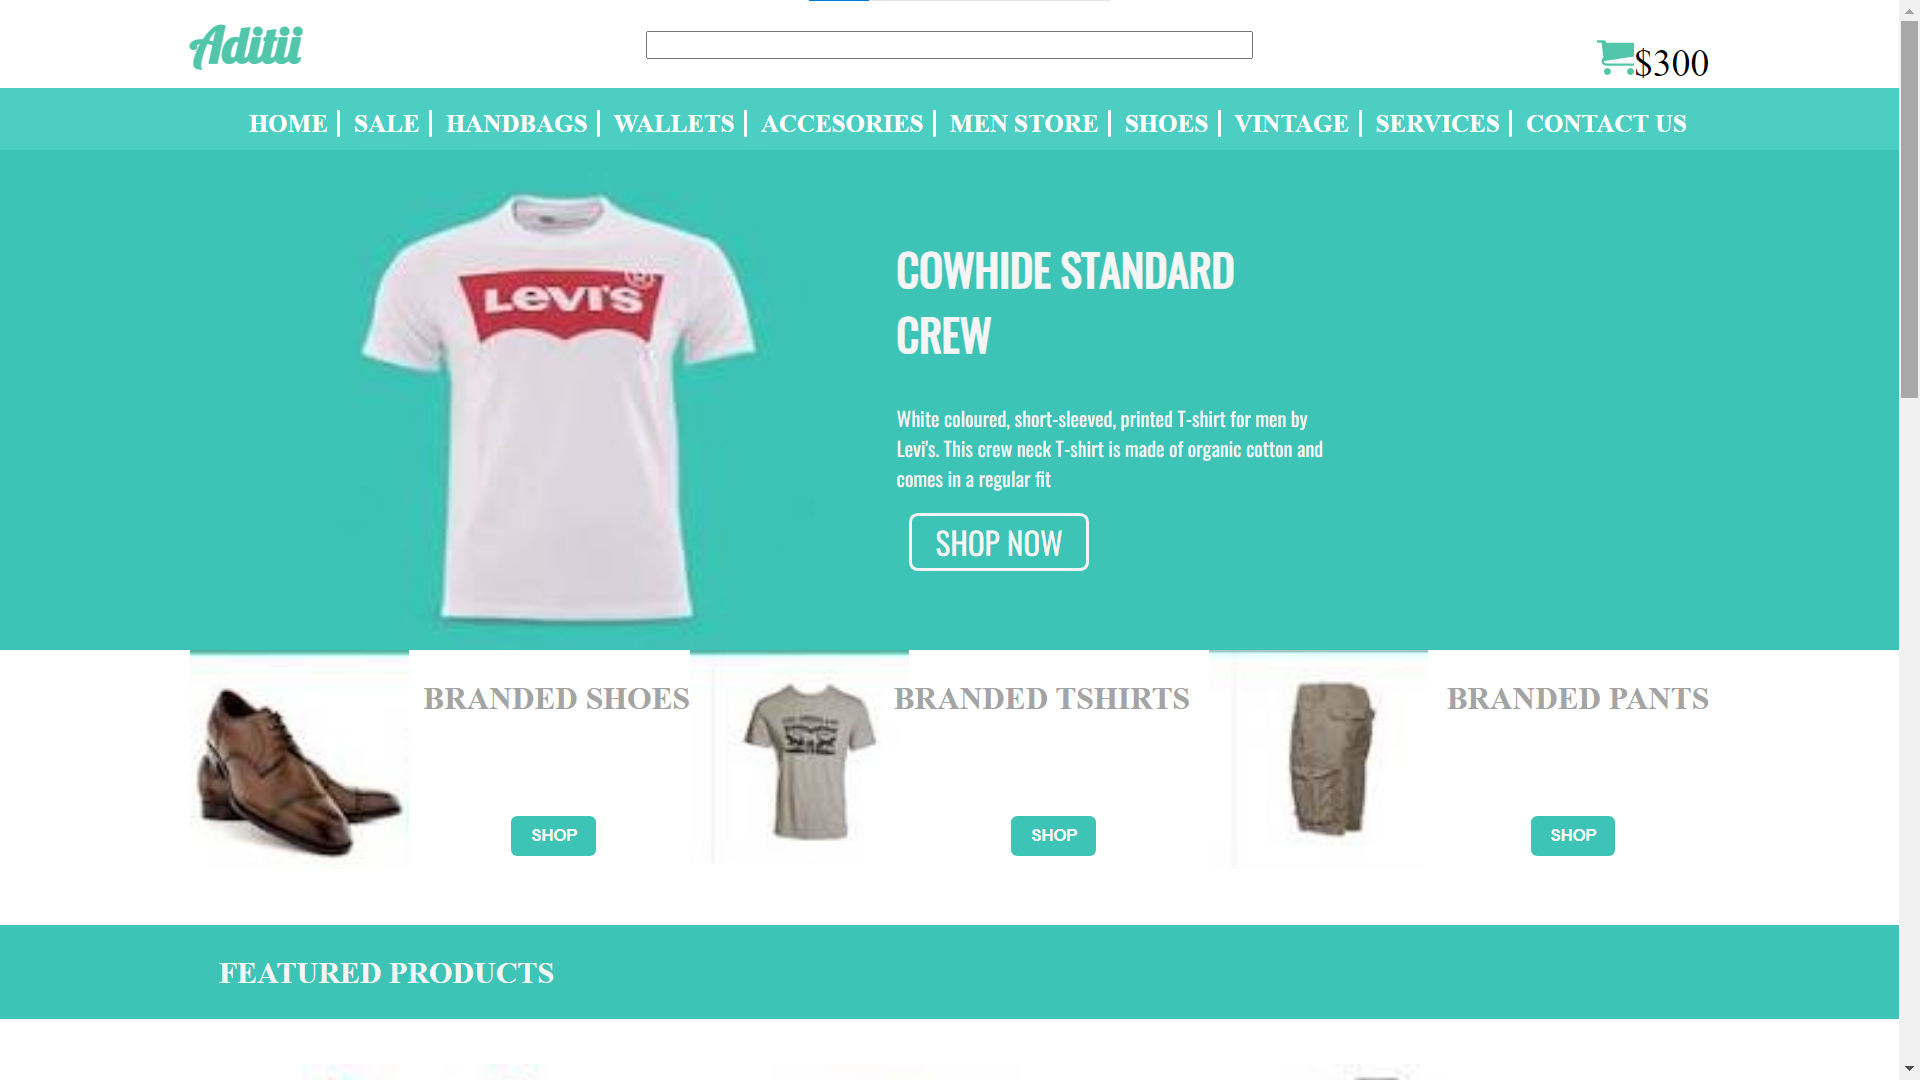 Aditii
$300
HOME
SALE
HANDBAGS
WALLETS
ACCESORIES
MEN STORE
SHOES
VINTAGE
SERVICES
CONTACT US
LEVI'S
COWHIDE STANDARD
CREW
White coloured, short-sleeved, printed T-shirt for men by
Levi's. This crew neck T-shirt is made of organic cotton and
comes in a regular fit
SHOP NOW
BRANDED SHOES
BRANDED TSHIRTS
BRANDED PANTS
SHOP
SHOP
SHOP
FEATURED PRODUCTS